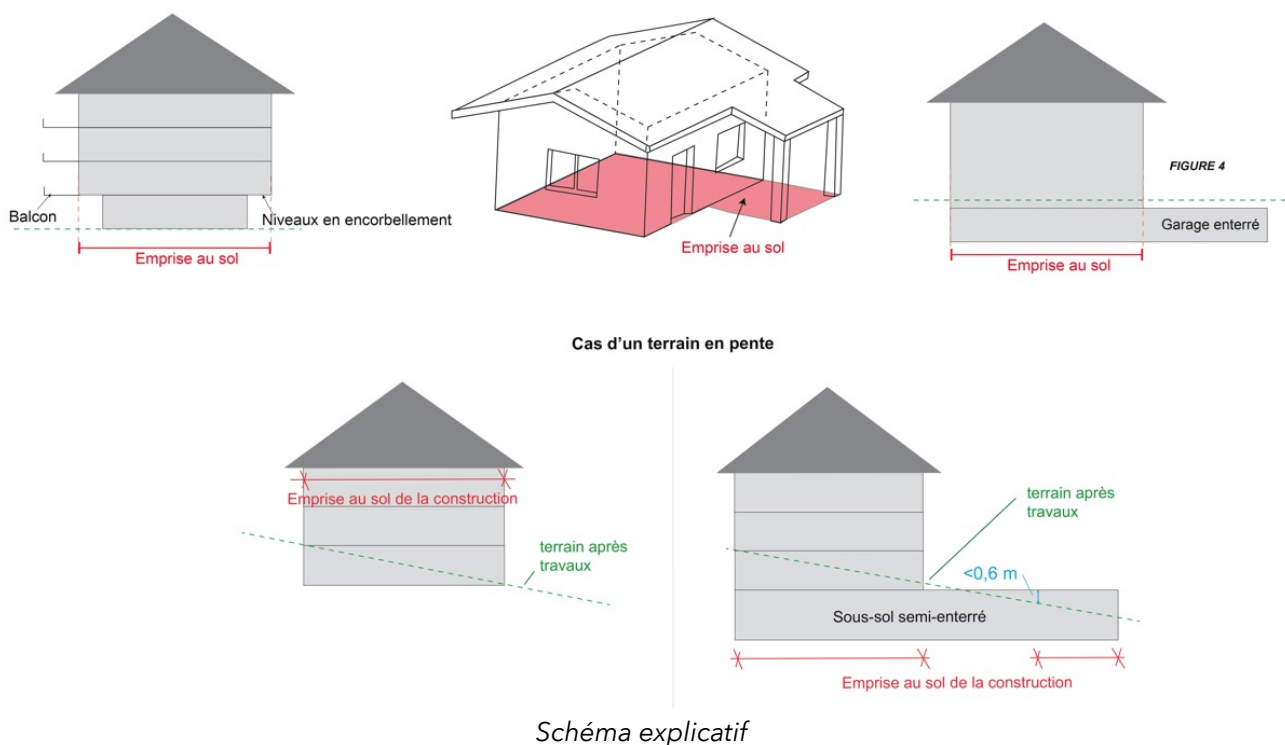 Balcon
Niveaux en encorbellement
Emprise au sol
Emprise au sol
FIGURE 4
Garage enterré
Emprise au sol
Cas d'un terrain en pente
Emprise au sol de la construction
terrain après
travaux
terrain après
travaux
<0,6 m
Sous-sol semi-enterré
Emprise au sol de la construction
Schéma explicatif